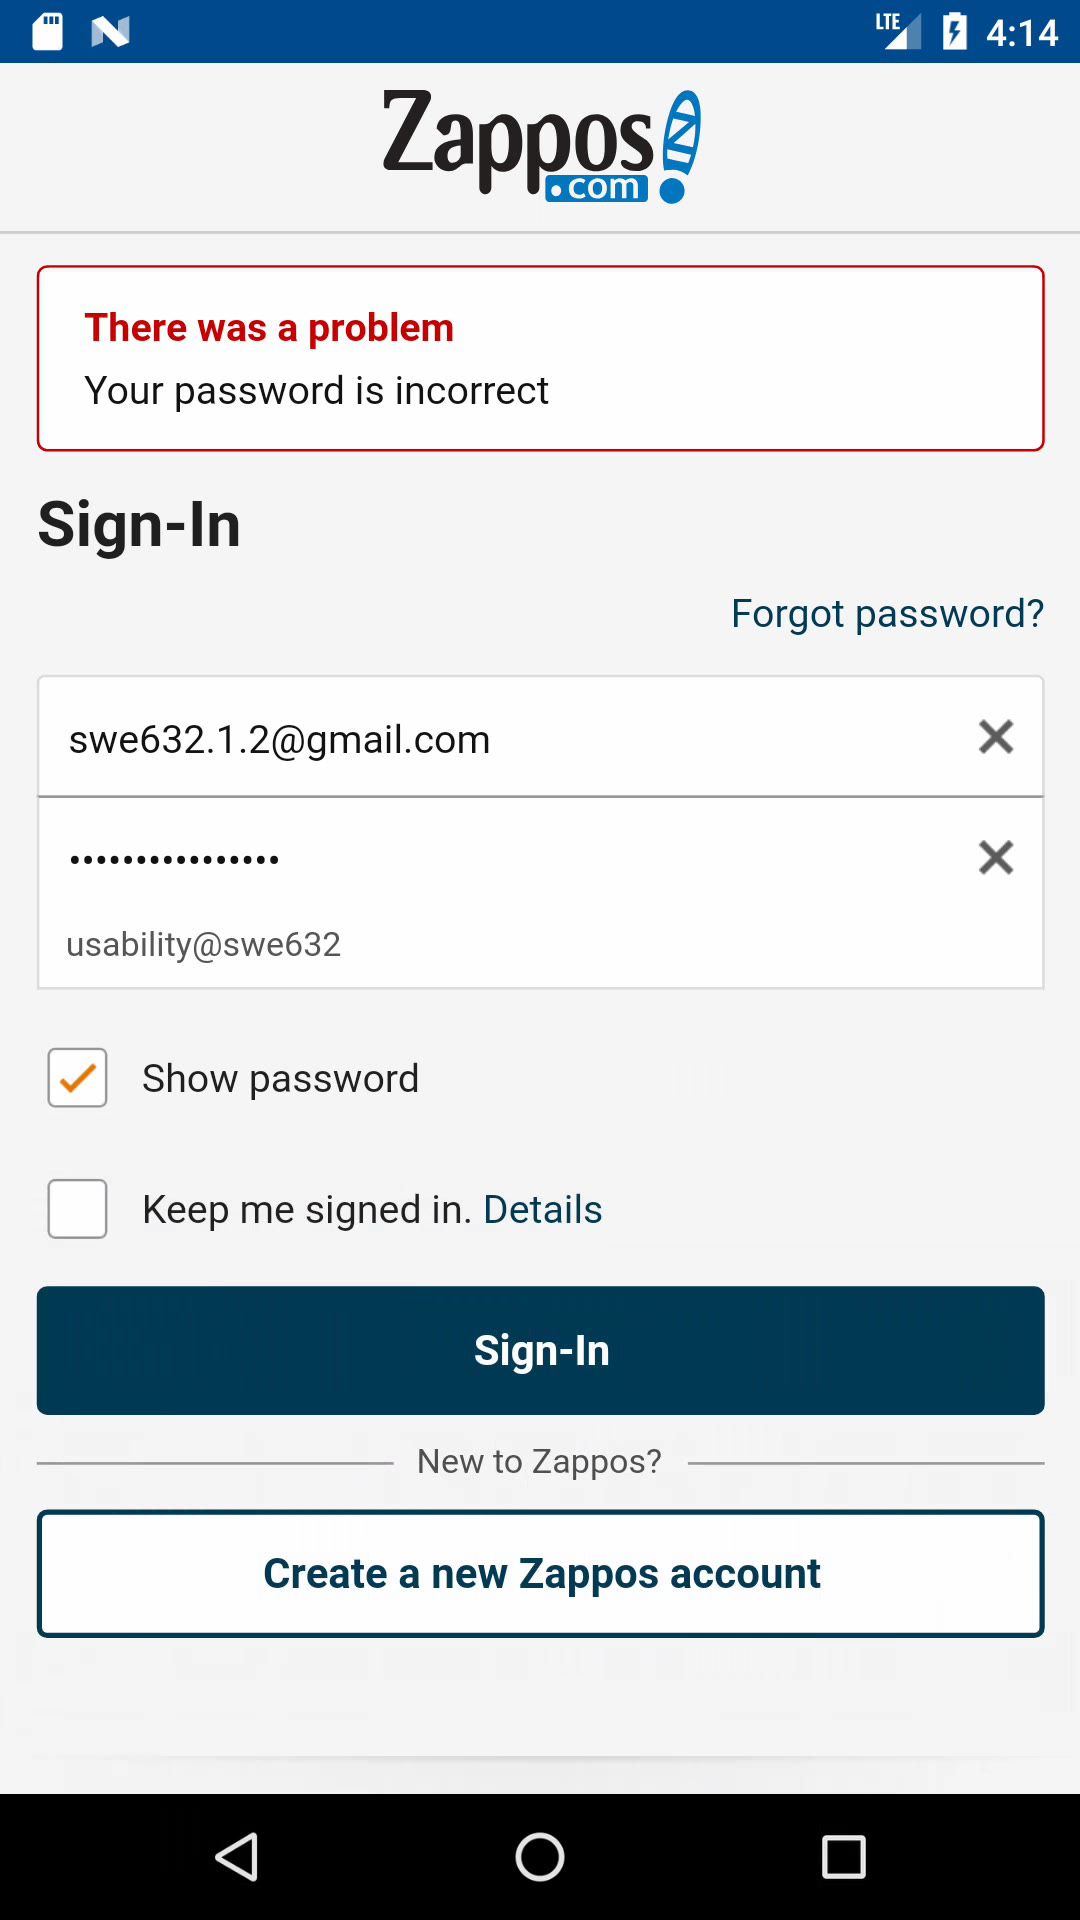 LTE 4:14
Zappos
.com
There was a problem
Your password is incorrect
Sign-In
Forgot password?
swe632.1.2@gmail.com
••••••••••••••••
usability@swe632
Show password
Keep me signed in. Details
Sign-In
New to Zappos?
Create a new Zappos account